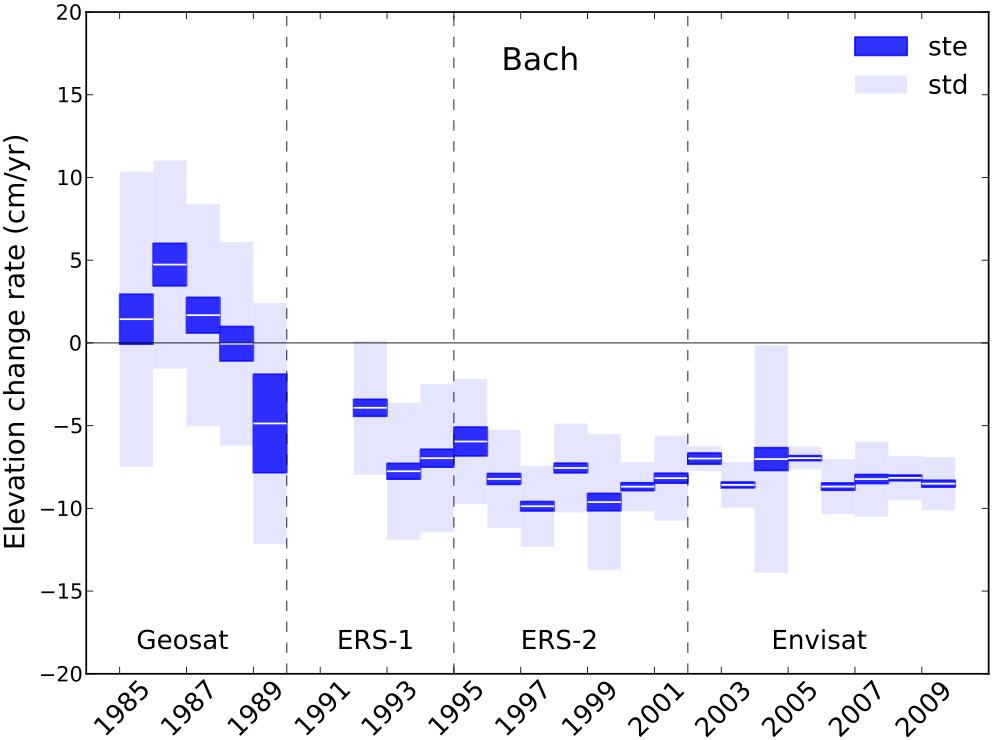 Bach
ste
std
Elevation change rate (cm/yr)
20
15
10
5
0
−5
−10
−15
−20
Geosat
ERS-1
ERS-2
Envisat
1985
1987
1989
1991
1993
1995
1997
1999
2001
2003
2005
2007
2009